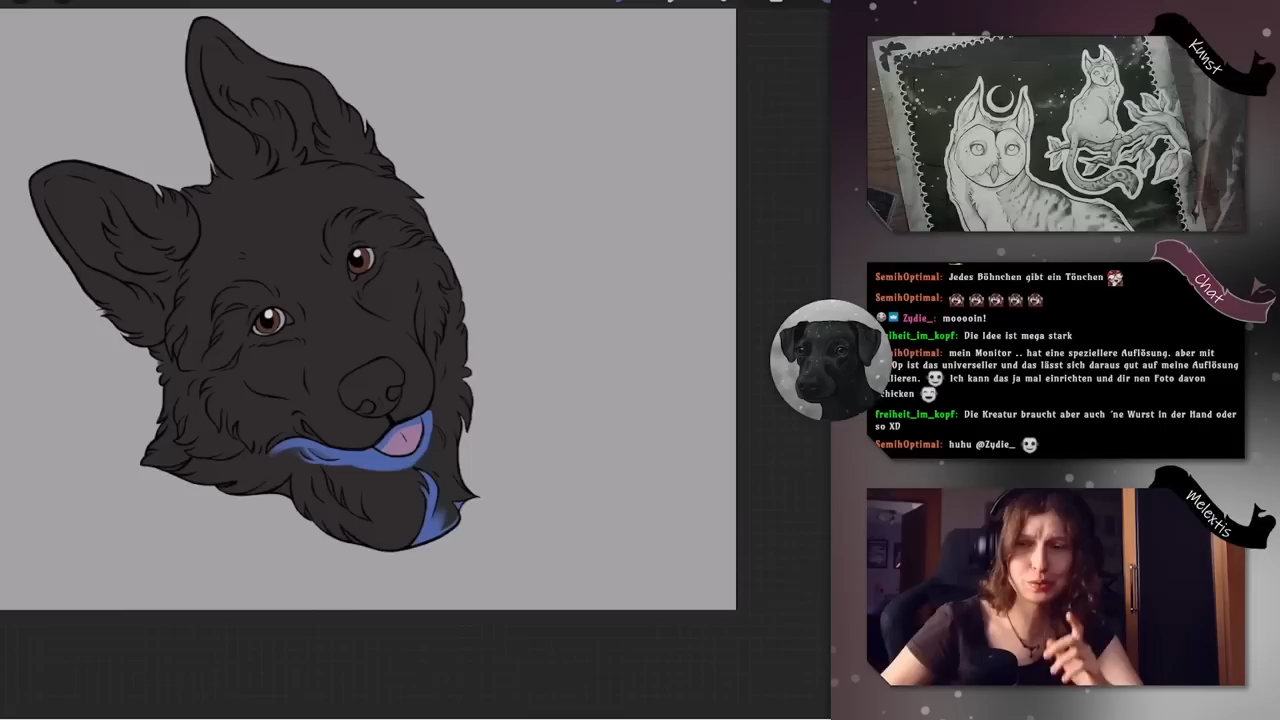 Kunst
SemihOptimal: Jedes Böhnchen gibt ein Tönchen
Chat
SemihOptimal:
Zydie_: mooooin!
freiheit_im_kopf: Die Idee ist mega stark
mein Monitor .. hat eine speziellere Auflösung. aber mit
Op ist das universeller und das lässt sich daraus gut auf meine Auflösung
Ich kann das ja mal einrichten und dir nen Foto davon
freiheit_im_kopf: Die Kreatur braucht aber auch 'ne Wurst in der Hand oder
so XD
SemihOptimal: huhu @Zydie_
Melextis